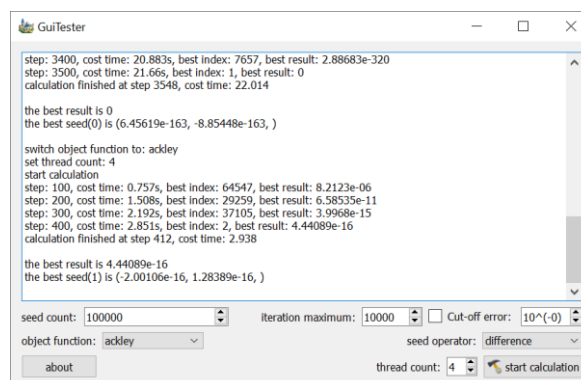 GuiTester
step: 3400, cost time: 20.883s, best index: 7657, best result: 2.88683e-320
step: 3500, cost time: 21.66s, best index: 1, best result: 0
calculation finished at step 3548, cost time: 22.014
the best result is 0
the best seed(0) is (6.45619e-163, -8.85448e-163, )
switch object function to: ackley
set thread count: 4
start calculation
step: 100, cost time: 0.757s, best index: 64547, best result: 8.2123e-06
step: 200, cost time: 1.508s, best index: 29259, best result: 6.58535e-11
step: 300, cost time: 2.192s, best index: 37105, best result: 3.9968e-15
step: 400, cost time: 2.851s, best index: 2, best result: 4.44089e-16
calculation finished at step 412, cost time: 2.938
the best result is 4.44089e-16
the best seed(1) is (-2.00106e-16, 1.28389e-16, )
seed count: 100000 iteration maximum: 10000 Cut-off error: 10^(-0)
object function: ackley seed operator: difference
about thread count: 4 start calculation